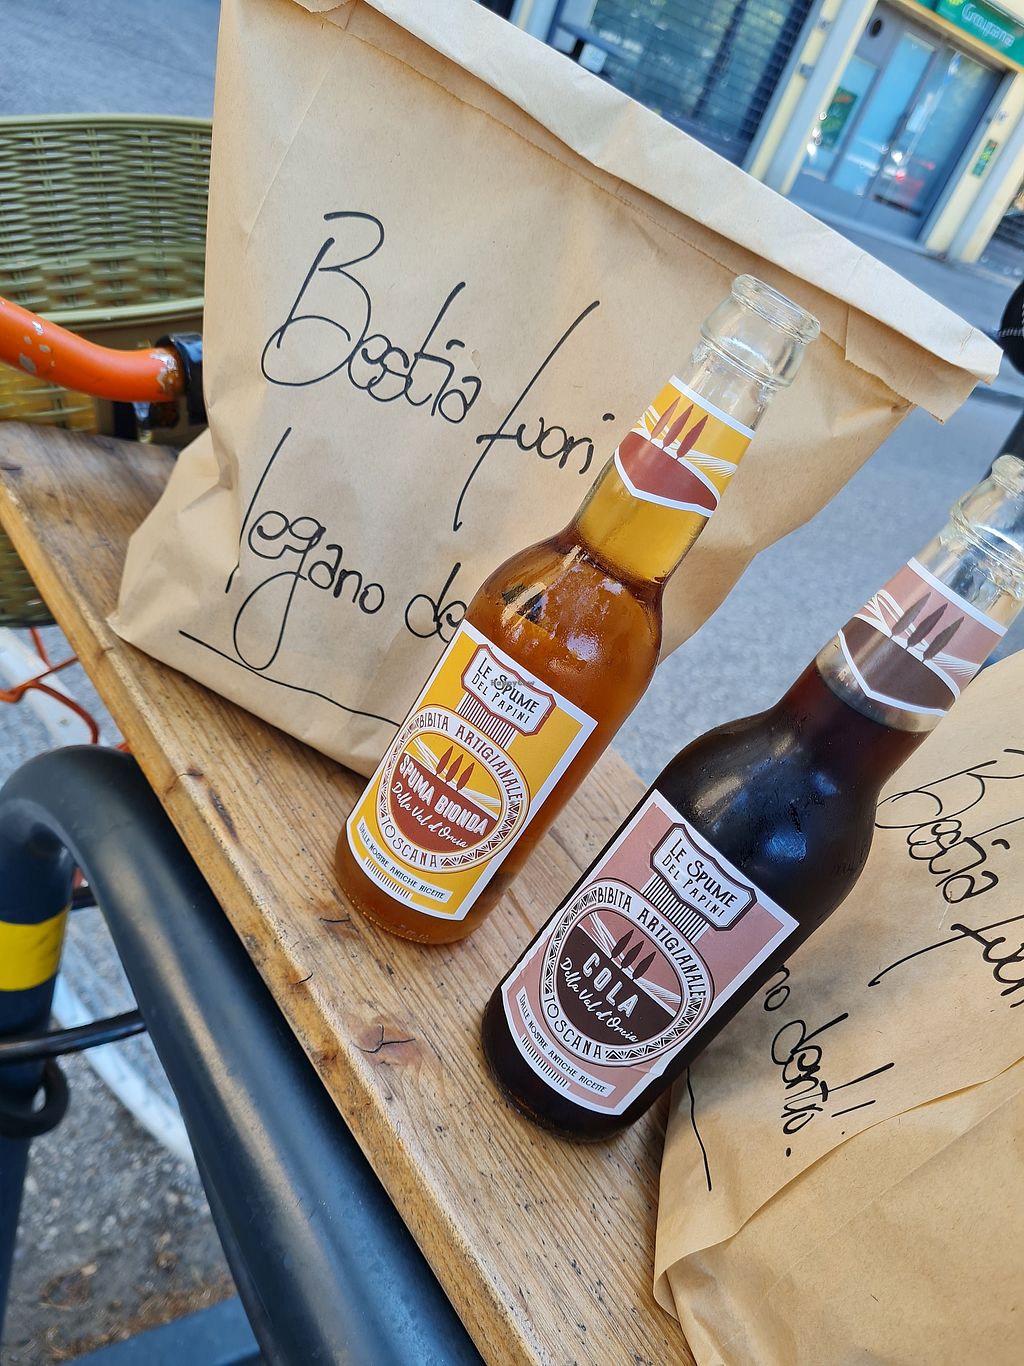 Groupama
Bestia fuori
legano de
LE SPUME
DEL PAPINI
BIBITA ARTIGIANALE
SPUMA BIONDA
Della Val d'Orcia
TOSCANA
DALLE NOSTRE ANTICHE RICETTE
LE SPUME
DEL PAPINI
BIBITA ARTIGIANALE
COLA
Della Val d'Orcia
TOSCANA
DALLE NOSTRE ANTICHE RICETTE
Bestia fuori
no dentro!